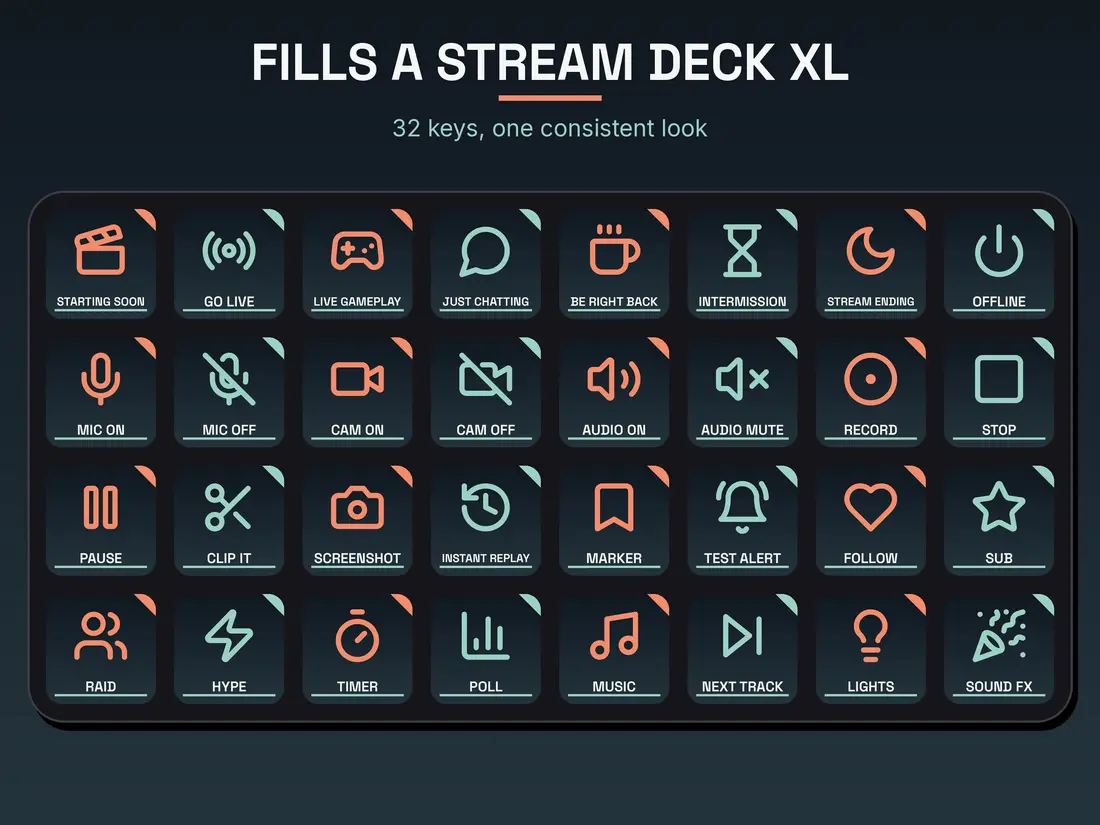 FILLS A STREAM DECK XL
32 keys, one consistent look
STARTING SOON
GO LIVE
LIVE GAMEPLAY
JUST CHATTING
BE RIGHT BACK
INTERMISSION
STREAM ENDING
OFFLINE
MIC ON
MIC OFF
CAM ON
CAM OFF
AUDIO ON
AUDIO MUTE
RECORD
STOP
PAUSE
CLIP IT
SCREENSHOT
INSTANT REPLAY
MARKER
TEST ALERT
FOLLOW
SUB
RAID
HYPE
TIMER
POLL
MUSIC
NEXT TRACK
LIGHTS
SOUND FX